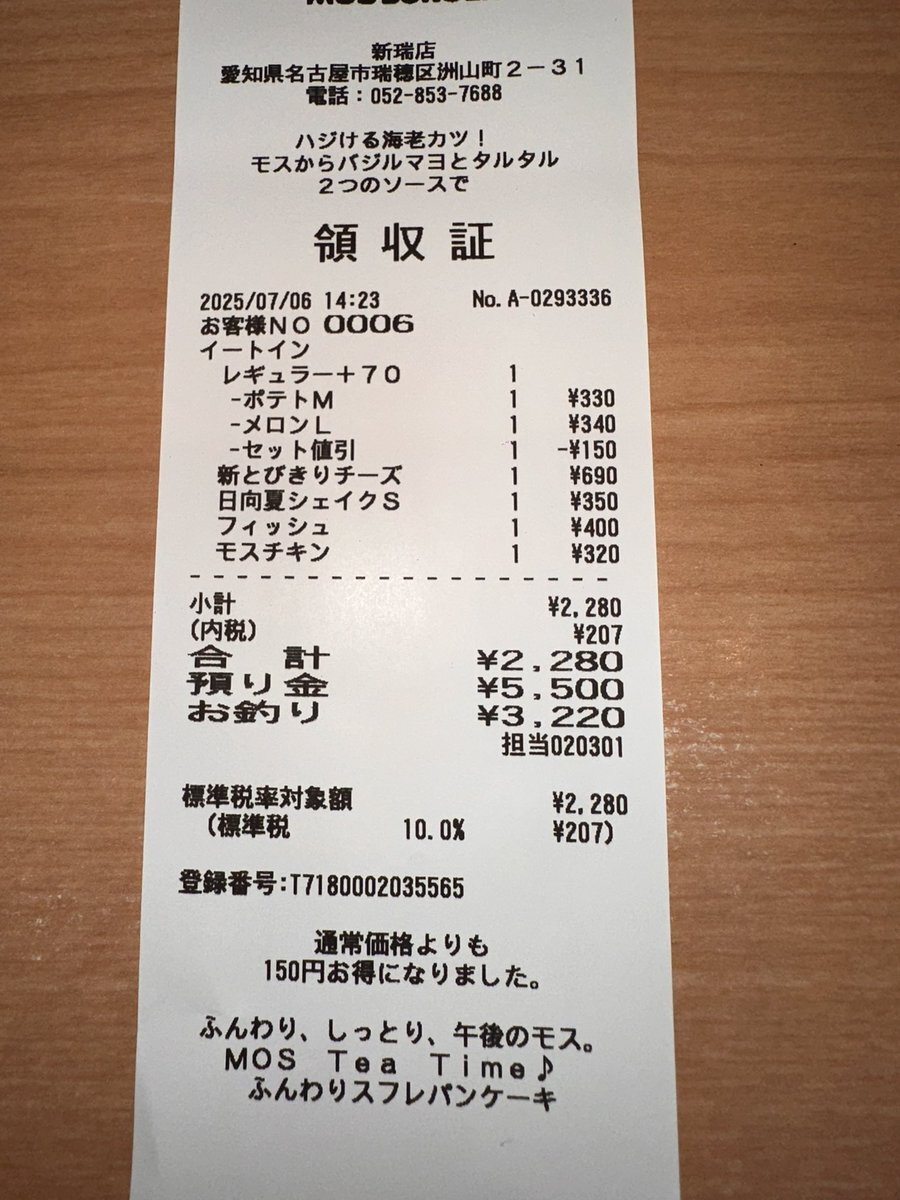 MOS BURGER
新瑞店
愛知県名古屋市瑞穂区洲山町２－３１
電話：052-853-7688
ハジける海老カツ！
モスからバジルマヨとタルタル
２つのソースで
領収証
2025/07/06 14:23 No.A-0293336
お客様ＮＯ 0006
イートイン
レギュラー＋７０ 1
-ポテトＭ 1 ¥330
-メロンＬ 1 ¥340
-セット値引 1 -¥150
新とびきりチーズ 1 ¥690
日向夏シェイクＳ 1 ¥350
フィッシュ 1 ¥400
モスチキン 1 ¥320
小計 ¥2,280
(内税) ¥207
合　計 ¥2,280
預り金 ¥5,500
お釣り ¥3,220
担当020301
標準税率対象額 ¥2,280
(標準税 10.0% ¥207)
登録番号:T7180002035565
通常価格よりも
150円お得になりました。
ふんわり、しっとり、午後のモス。
ＭＯＳ　Ｔｅａ　Ｔｉｍｅ♪
ふんわりスフレパンケーキ